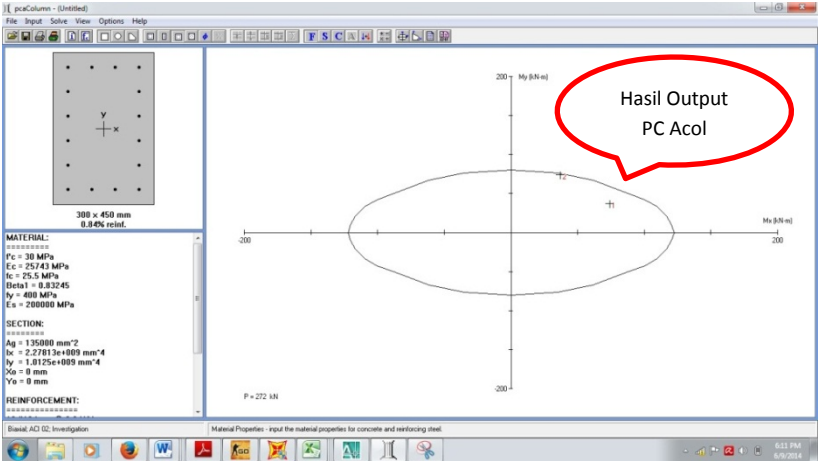 pcaColumn - (Untitled)
File Input Solve View Options Help
F S C
y
x
300 x 450 mm
0.84% reinf.
MATERIAL:
=========
f'c = 30 MPa
Ec = 25743 MPa
fc = 25.5 MPa
Beta1 = 0.83245
fy = 400 MPa
Es = 200000 MPa
SECTION:
========
Ag = 135000 mm^2
Ix = 2.27813e+009 mm^4
Iy = 1.0125e+009 mm^4
Xo = 0 mm
Yo = 0 mm
REINFORCEMENT:
==============
200
My (kN-m)
Mx (kN-m)
-200
200
-200
2
1
P = 272 kN
Hasil Output
PC Acol
Biaxial; ACI 02; Investigation
Material Properties - input the material properties for concrete and reinforcing steel.
6:11 PM
6/9/2014